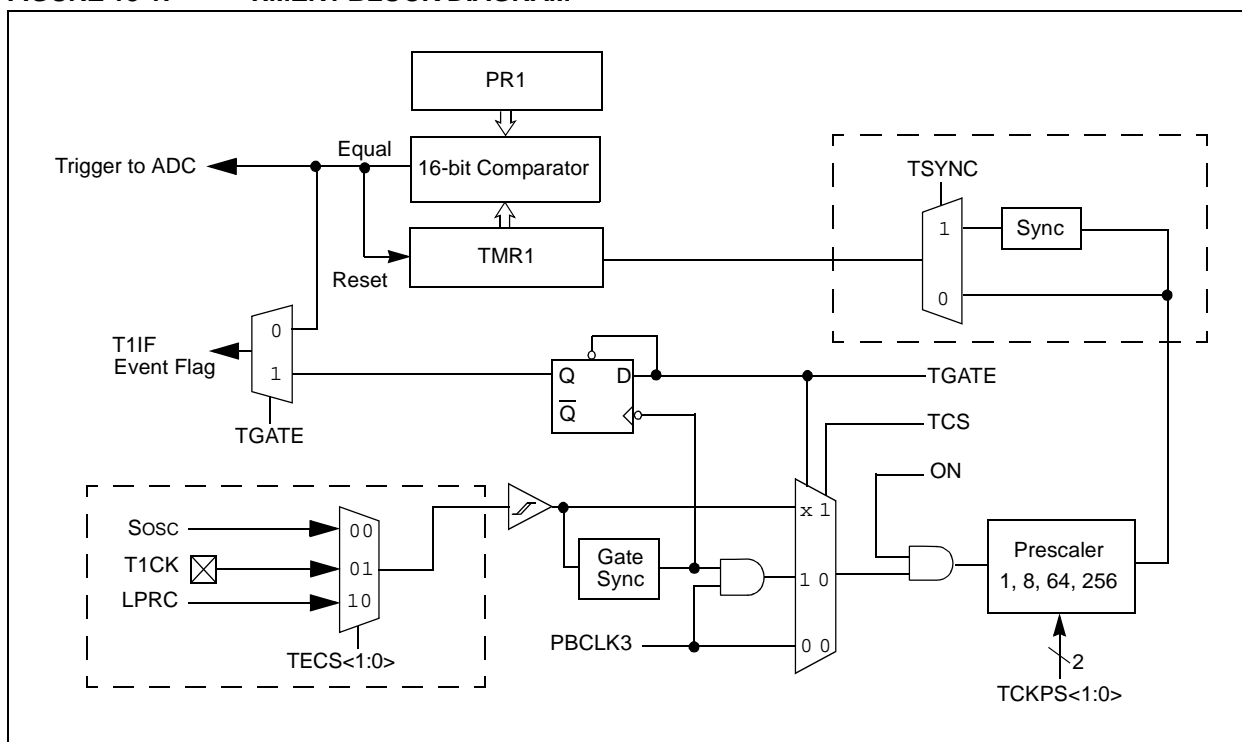 PR1
Equal
16-bit Comparator
Trigger to ADC
TSYNC
1
Sync
TMR1
Reset
0
0
T1IF
Event Flag
1
Q D
Q
TGATE
TGATE
TCS
ON
x 1
Sosc
00
T1CK
01
LPRC
10
Gate
Sync
1 0
Prescaler
1, 8, 64, 256
PBCLK3
0 0
TECS<1:0>
2
TCKPS<1:0>